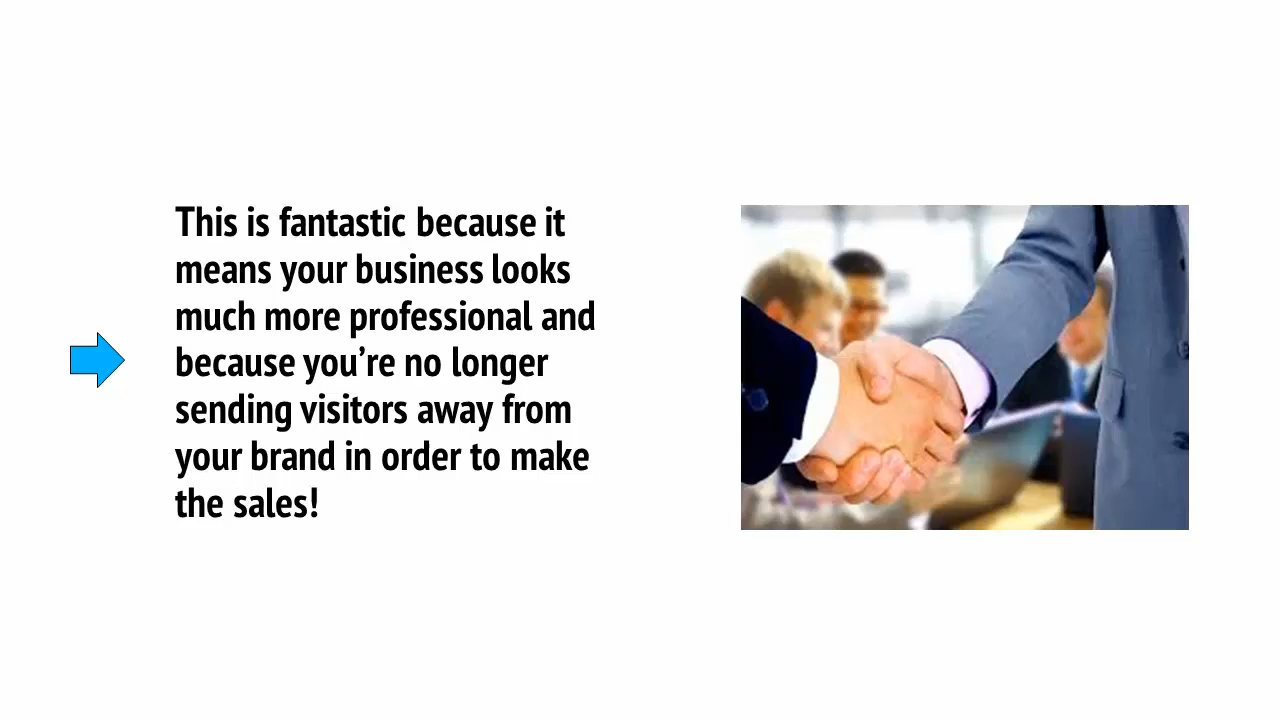 This is fantastic because it
means your business looks
much more professional and
because you’re no longer
sending visitors away from
your brand in order to make
the sales!